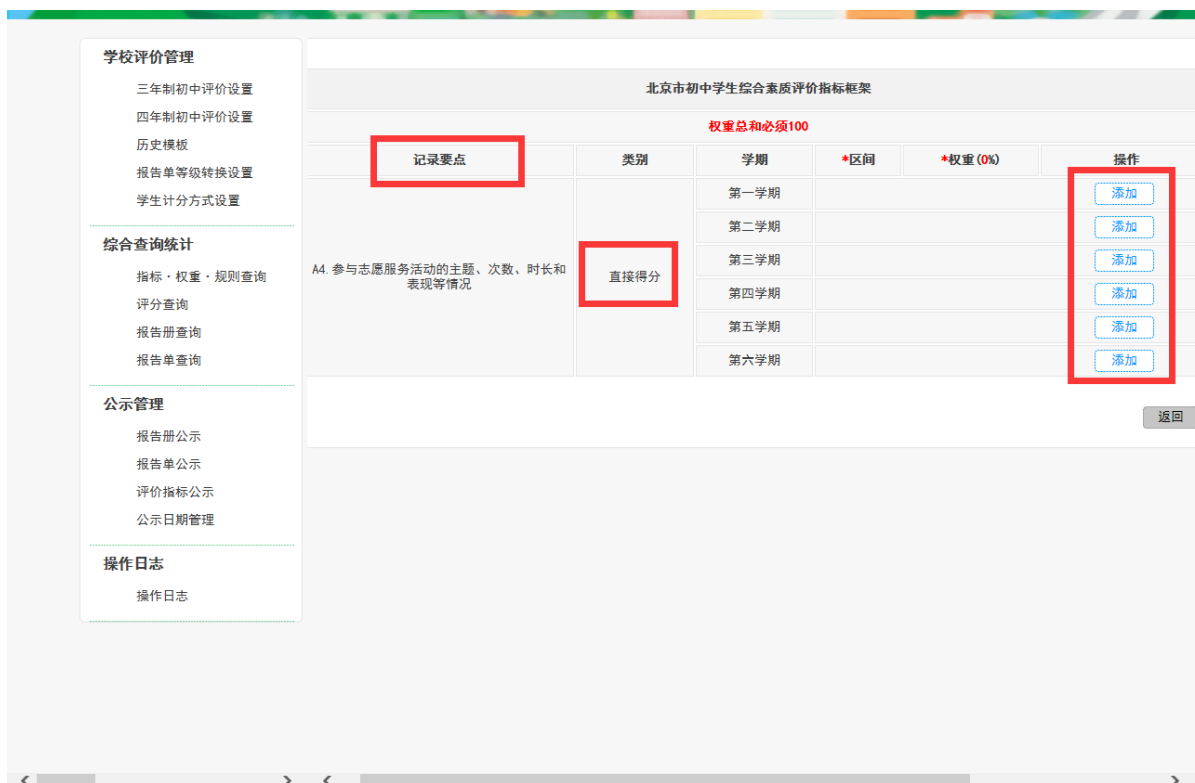 学校评价管理
三年制初中评价设置
四年制初中评价设置
历史模板
报告单等级转换设置
学生计分方式设置
综合查询统计
指标·权重·规则查询
评分查询
报告册查询
报告单查询
公示管理
报告册公示
报告单公示
评价指标公示
公示日期管理
操作日志
操作日志
北京市初中学生综合素质评价指标框架
权重总和必须100
记录要点 类别 学期 *区间 *权重(0%) 操作
A4. 参与志愿服务活动的主题、次数、时长和
表现等情况
直接得分
第一学期 添加
第二学期 添加
第三学期 添加
第四学期 添加
第五学期 添加
第六学期 添加
返回